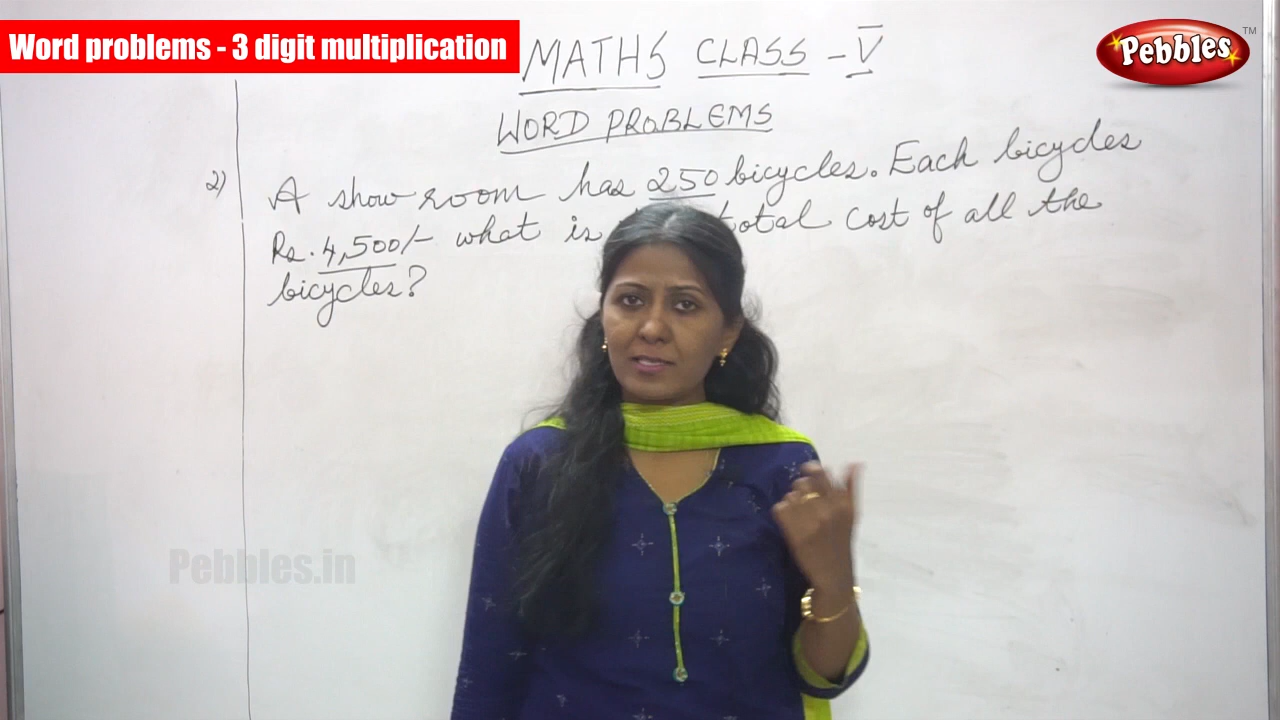 Word problems - 3 digit multiplication
Pebbles TM
MATHS CLASS - V
WORD PROBLEMS
2) A show room has 250 bicycles. Each bicycles
Rs. 4,500/- what is total cost of all the
bicycles?
Pebbles.in